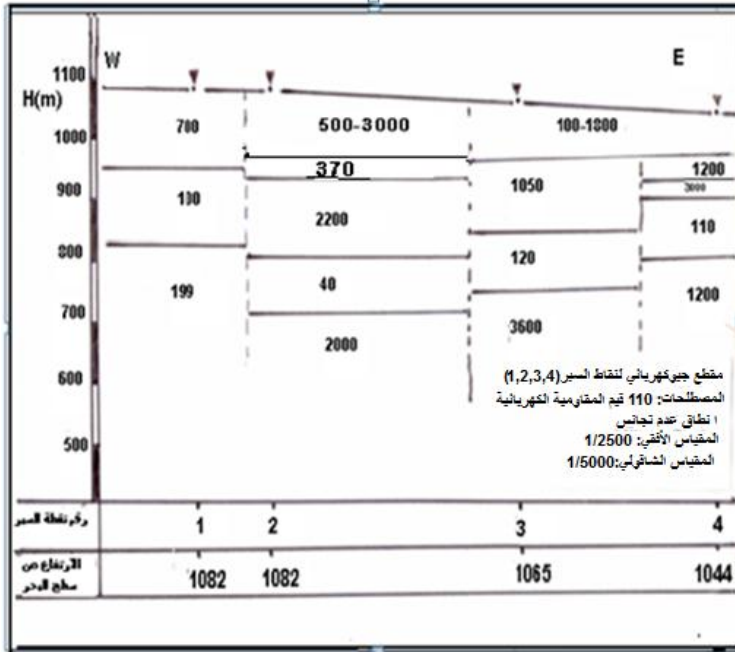 W E
1100
H(m)
1000
900
800
700
600
500
700 500-3000 100-1800
370 1200
1050 2000
130 2200 110
120
199 40 1200
3600
2000
مقطع جيوكهربائي لنقاط السبر(1,2,3,4)
المصطلحات: 110 قيم المقاومية الكهربائية
ا نطاق عدم تجانس
المقياس الأفقي: 1/2500
المقياس الشاقولي:1/5000
رقم نقطة السبر 1 2 3 4
الارتفاع عن 1082 1082 1065 1044
سطح البحر